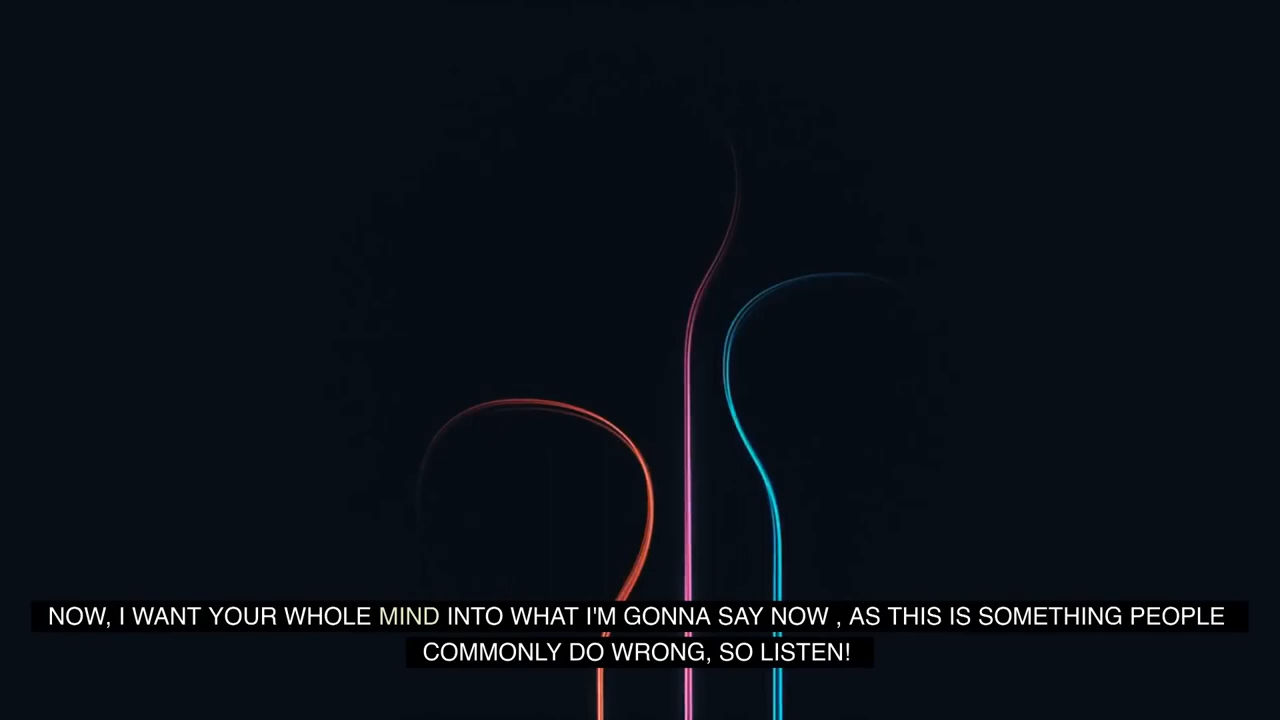 NOW, I WANT YOUR WHOLE MIND INTO WHAT I'M GONNA SAY NOW , AS THIS IS SOMETHING PEOPLE
COMMONLY DO WRONG, SO LISTEN!